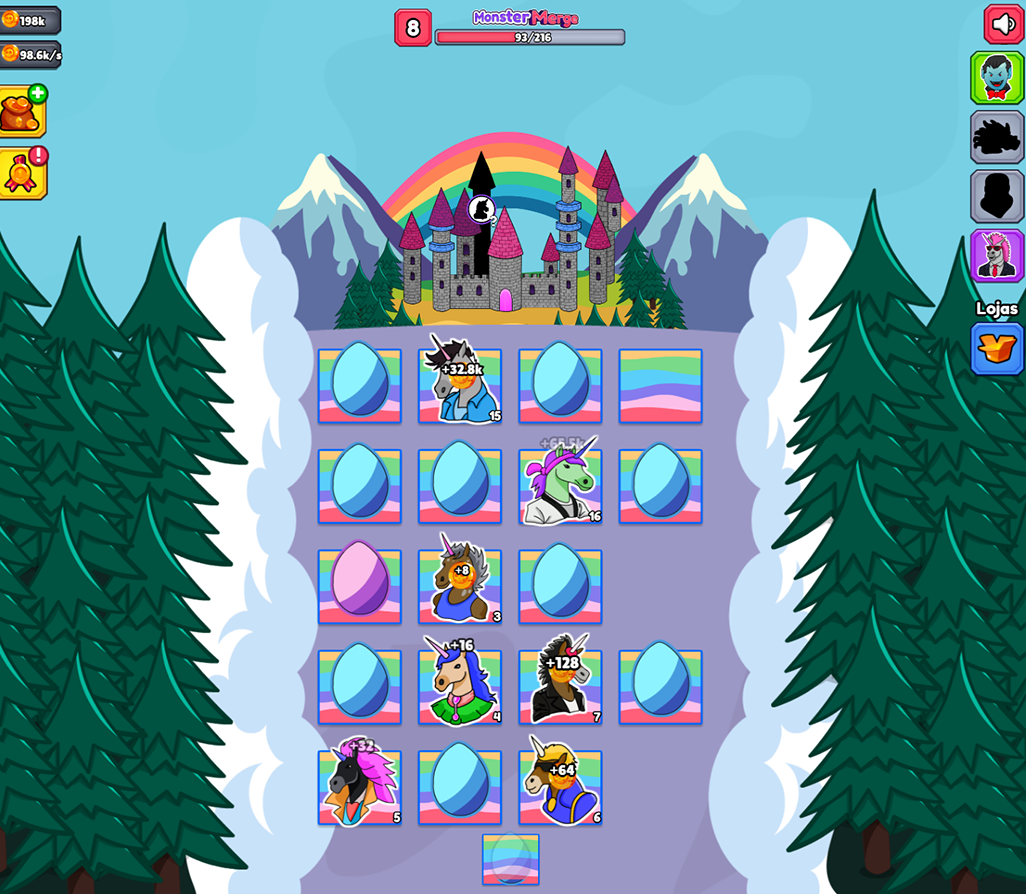 198k
98.6k/s
8
Monster Merge
93/216
Lojas
+32.8k
15
+65.5k
16
+8
3
+16
4
+128
7
+32
5
+64
6